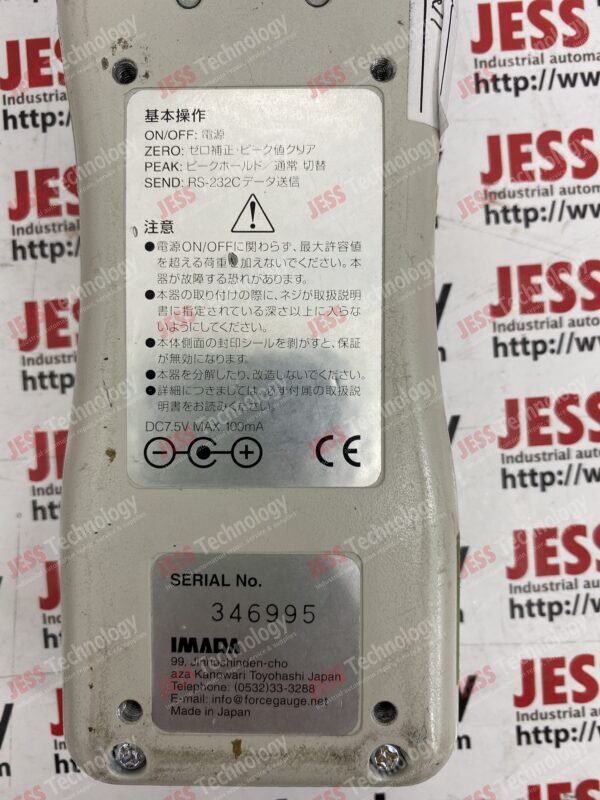 基本操作
ON/OFF: 電源
ZERO: ゼロ補正・ピーク値クリア
PEAK: ピークホールド／通常 切替
SEND: RS-232Cデータ送信
注意
●電源ON/OFFに関わらず、最大許容値
を超える荷重を加えないでください。本
器が故障する恐れがあります。
●本器の取り付けの際に、ネジが取扱説明
書に指定されている深さ以上に入らな
いようにしてください。
●本体側面の封印シールを剥がすと、保証
が無効になります。
●本器を分解したり、改造しないでください。
●詳細につきましては、必ず付属の取扱説
明書をお読みください。
DC7.5V MAX. 100mA
CE
SERIAL No.
346995
IMADA
99, Jinnoshinden-cho
aza Kanowari Toyohashi Japan
Telephone: (0532)33-3288
E-mail: info@forcegauge.net
Made in Japan
JESS Technology
Industrial automa
http://www